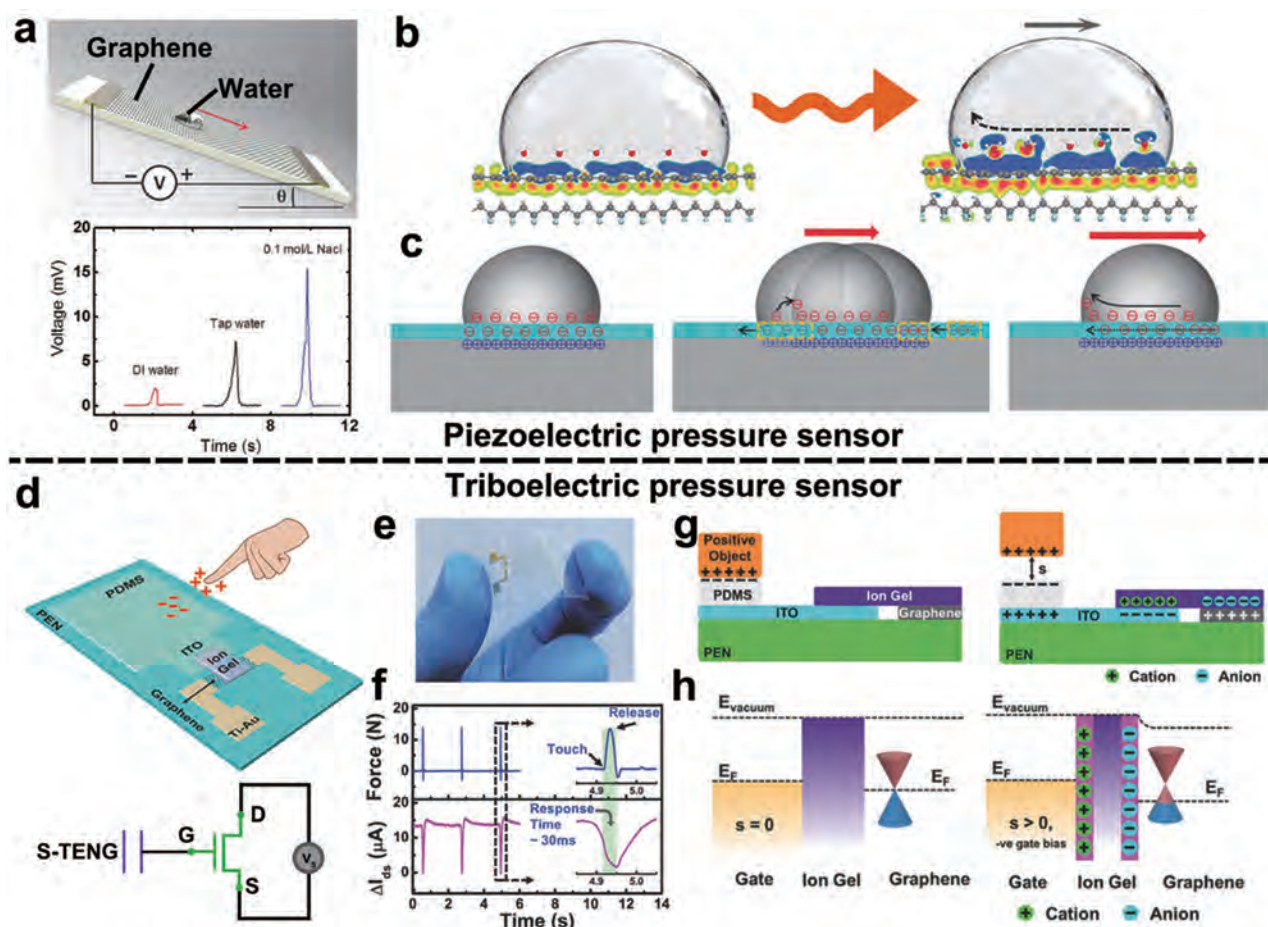 a
Graphene
Water
− V +
θ
20
15
10
5
0
Voltage (mV)
DI water
Tap water
0.1 mol/L Nacl
0 4 8 12
Time (s)
b
c
Piezoelectric pressure sensor
Triboelectric pressure sensor
d
PDMS
PEN
ITO
Ion
Gel
Graphene
Ti-Au
S-TENG
G
D
S
Vs
e
f
20
10
0
Force (N)
Touch
Release
4.9 5.0
20
10
0
ΔIds (µA)
Response
Time
~ 30ms
4.9 5.0
0 2 4 6 8 10 12 14
Time (s)
g
Positive
Object
+++++
PDMS
ITO
Ion Gel
Graphene
PEN
+++++
s
+++++
ITO
PEN
+ Cation − Anion
h
Evacuum
EF
EF
s = 0
Gate Ion Gel Graphene
Evacuum
EF
EF
s > 0,
-ve gate bias
Gate Ion Gel Graphene
+ Cation − Anion